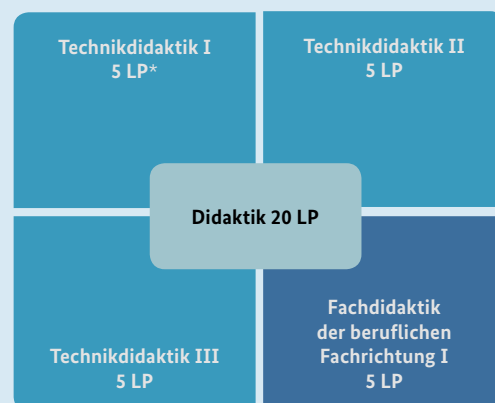 Technikdidaktik I
5 LP*
Technikdidaktik II
5 LP
Didaktik 20 LP
Technikdidaktik III
5 LP
Fachdidaktik
der beruflichen
Fachrichtung I
5 LP